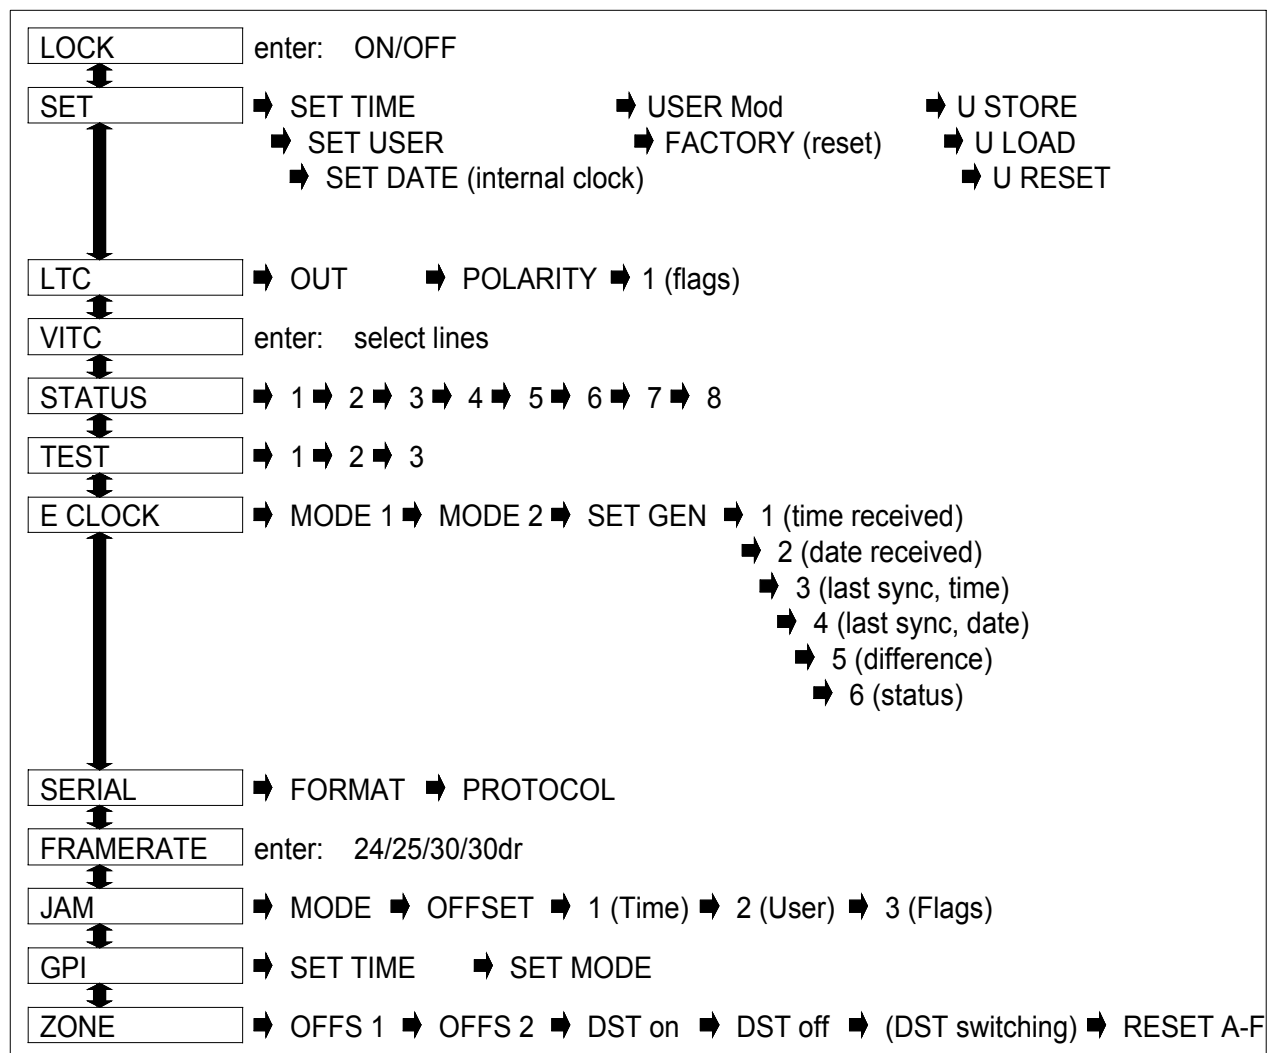 LOCK enter: ON/OFF
SET SET TIME USER Mod U STORE
SET USER FACTORY (reset) U LOAD
SET DATE (internal clock) U RESET
LTC OUT POLARITY 1 (flags)
VITC enter: select lines
STATUS 1 2 3 4 5 6 7 8
TEST 1 2 3
E CLOCK MODE 1 MODE 2 SET GEN 1 (time received)
2 (date received)
3 (last sync, time)
4 (last sync, date)
5 (difference)
6 (status)
SERIAL FORMAT PROTOCOL
FRAMERATE enter: 24/25/30/30dr
JAM MODE OFFSET 1 (Time) 2 (User) 3 (Flags)
GPI SET TIME SET MODE
ZONE OFFS 1 OFFS 2 DST on DST off (DST switching) RESET A-F